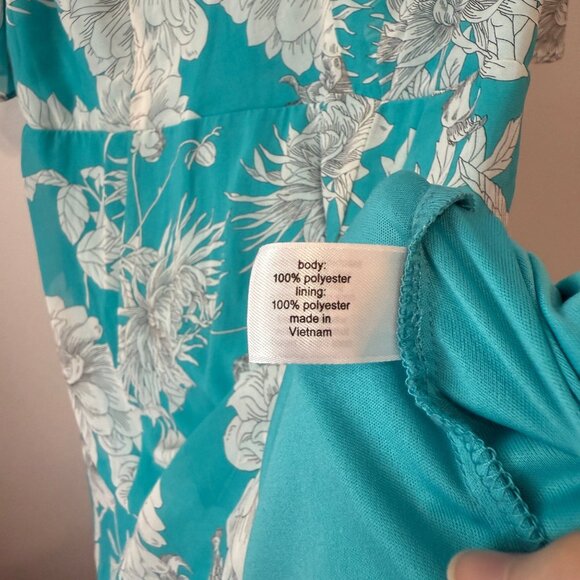 body:
100% polyester
lining:
100% polyester
made in
Vietnam